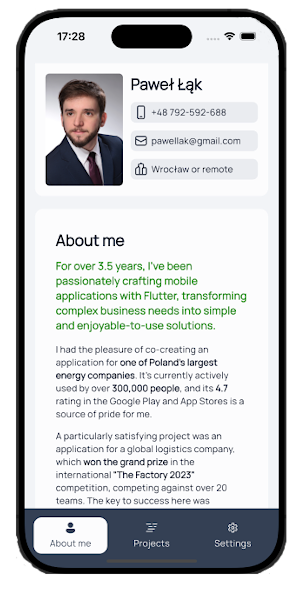 17:28
Paweł Łąk
+48 792-592-688
pawellak@gmail.com
Wrocław or remote
About me
For over 3.5 years, I've been
passionately crafting mobile
applications with Flutter, transforming
complex business needs into simple
and enjoyable-to-use solutions.
I had the pleasure of co-creating an
application for one of Poland's largest
energy companies. It's currently actively
used by over 300,000 people, and its 4.7
rating in the Google Play and App Stores is a
source of pride for me.
A particularly satisfying project was an
application for a global logistics company,
which won the grand prize in the
international "The Factory 2023"
competition, competing against over 20
teams. The key to success here was
About me
Projects
Settings